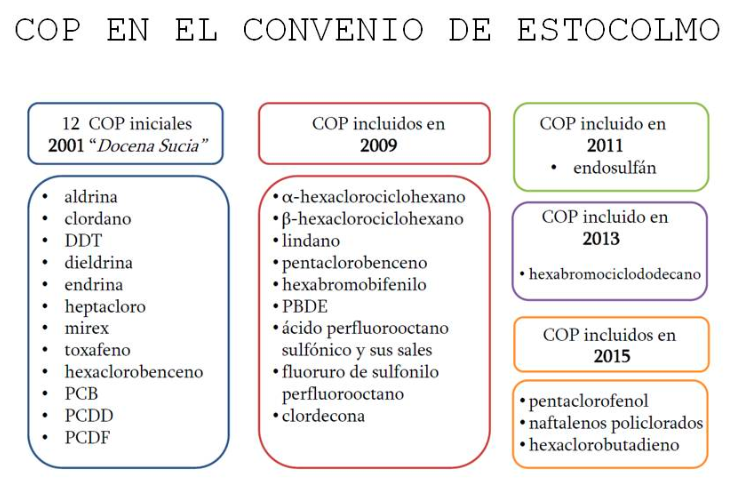 COP EN EL CONVENIO DE ESTOCOLMO
12 COP iniciales
2001 “Docena Sucia”
• aldrina
• clordano
• DDT
• dieldrina
• endrina
• heptacloro
• mirex
• toxafeno
• hexaclorobenceno
• PCB
• PCDD
• PCDF
COP incluidos en
2009
• α-hexaclorociclohexano
• β-hexaclorociclohexano
• lindano
• pentaclorobenceno
• hexabromobifenilo
• PBDE
• ácido perfluorooctano
sulfónico y sus sales
• fluoruro de sulfonilo
perfluorooctano
• clordecona
COP incluido en
2011
• endosulfán
COP incluido en
2013
• hexabromociclododecano
COP incluidos en
2015
• pentaclorofenol
• naftalenos policlorados
• hexaclorobutadieno